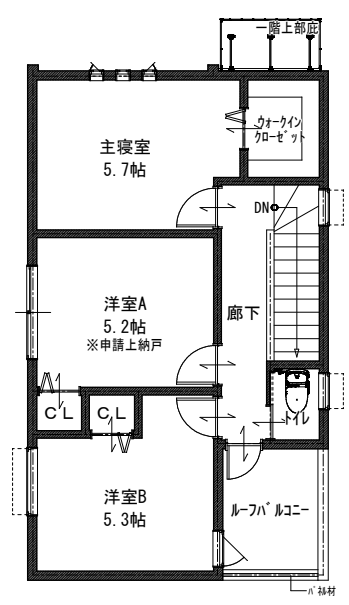 一階上部庇
ウォークイン
クローゼット
主寝室
5.7帖
DN
洋室A
5.2帖
※申請上納戸
廊下
CL
CL
トイレ
洋室B
5.3帖
ルーフバルコニー
パネル材